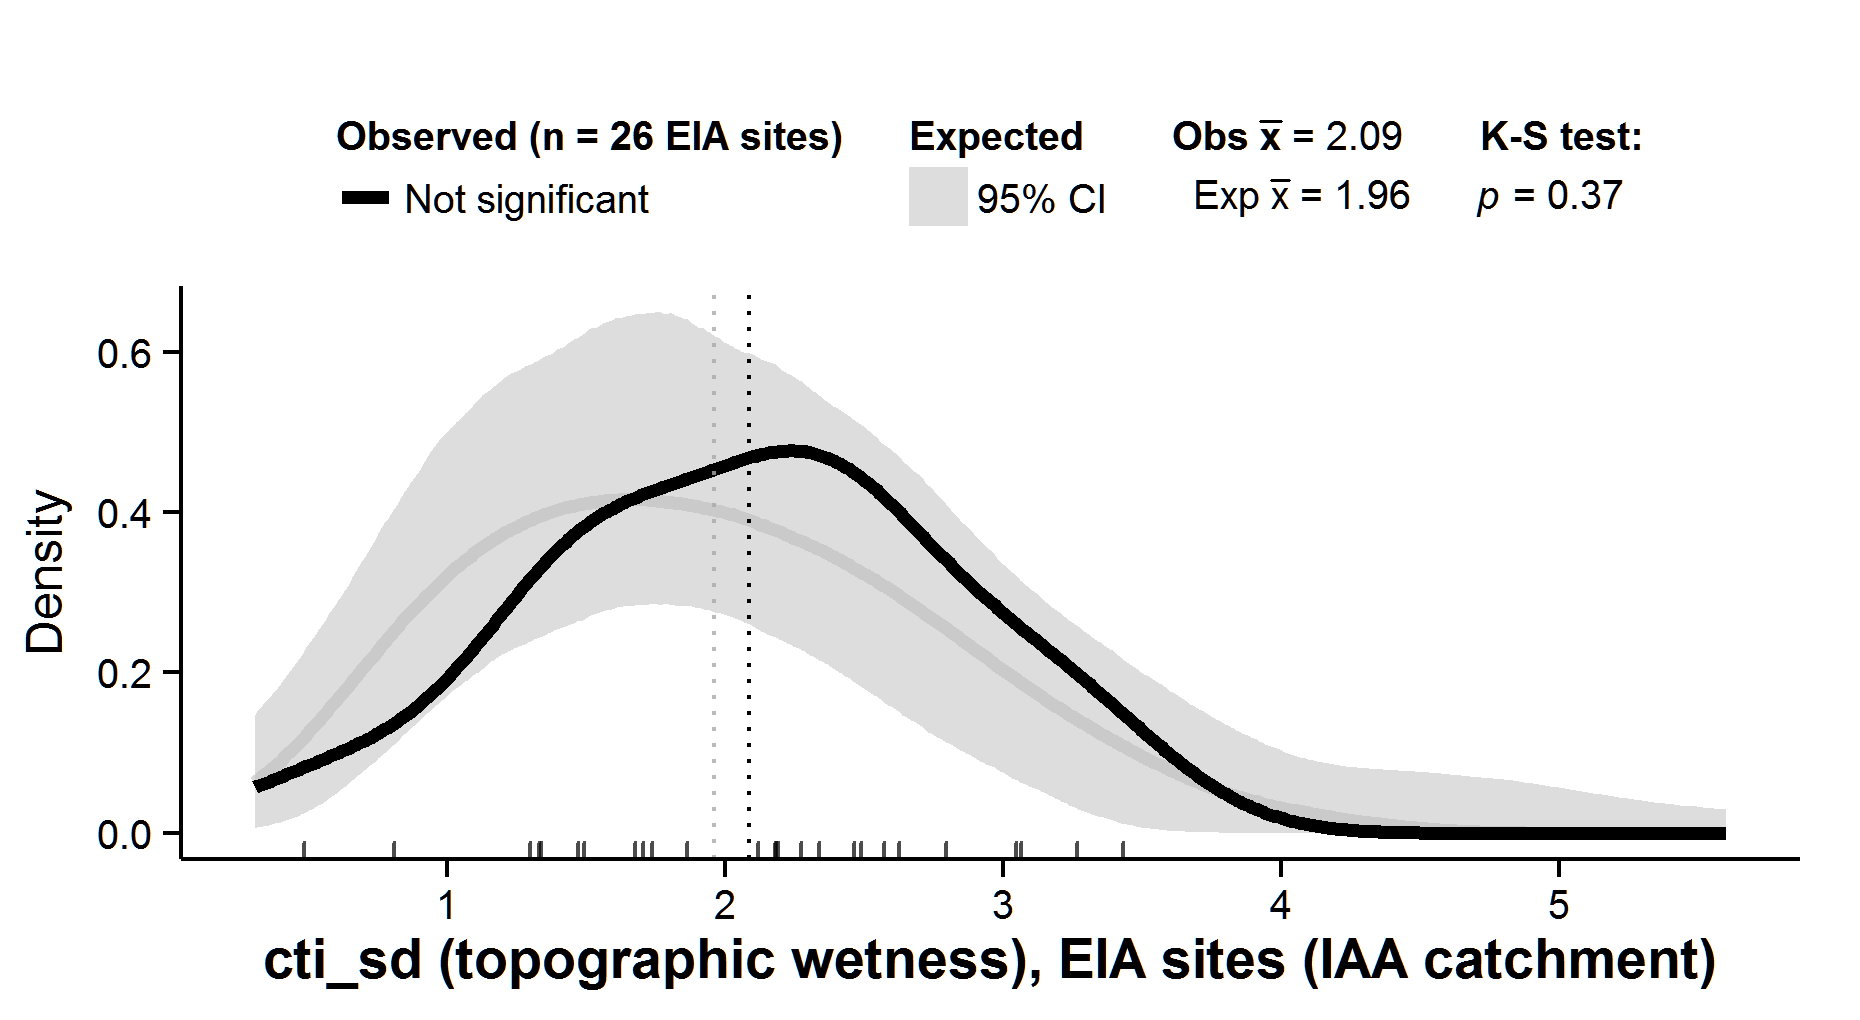 Observed (n = 26 EIA sites) Expected Obs x̅ = 2.09 K-S test:
Not significant 95% CI Exp x̅ = 1.96 p = 0.37
Density
0.6
0.4
0.2
0.0
1 2 3 4 5
cti_sd (topographic wetness), EIA sites (IAA catchment)